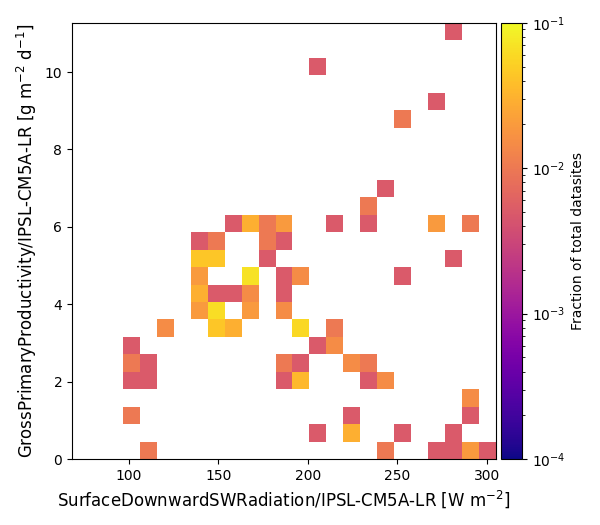 GrossPrimaryProductivity/IPSL-CM5A-LR [g m⁻² d⁻¹]
10
8
6
4
2
0
100 150 200 250 300
SurfaceDownwardSWRadiation/IPSL-CM5A-LR [W m⁻²]
10⁻¹
10⁻²
10⁻³
10⁻⁴
Fraction of total datasites